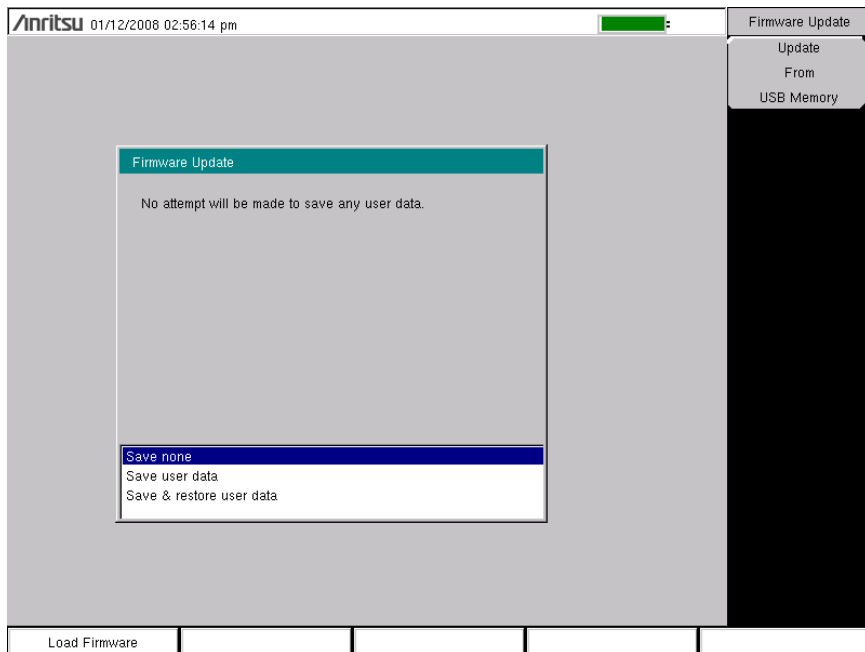 Anritsu 01/12/2008 02:56:14 pm
Firmware Update
Update
From
USB Memory
Firmware Update
No attempt will be made to save any user data.
Save none
Save user data
Save & restore user data
Load Firmware